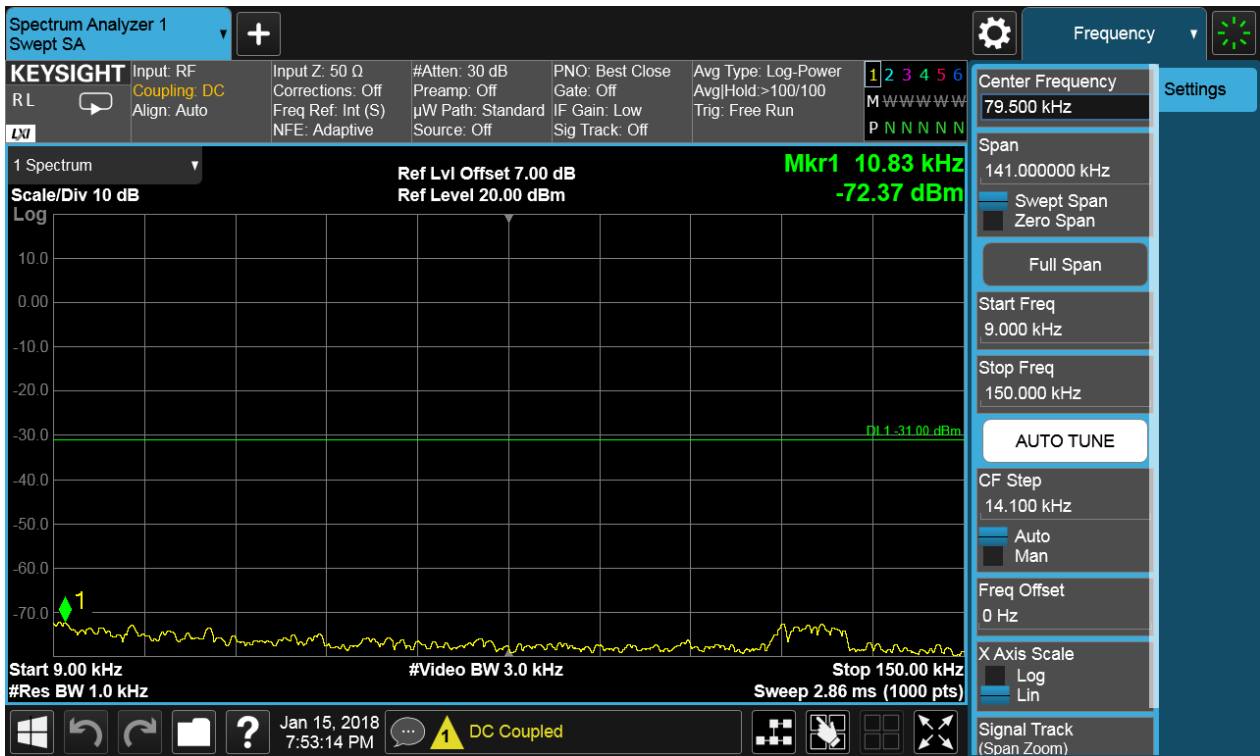 Spectrum Analyzer 1
Swept SA
+
Frequency
KEYSIGHT
RL
LXI
Input: RF
Coupling: DC
Align: Auto
Input Z: 50 Ω
Corrections: Off
Freq Ref: Int (S)
NFE: Adaptive
#Atten: 30 dB
Preamp: Off
µW Path: Standard
Source: Off
PNO: Best Close
Gate: Off
IF Gain: Low
Sig Track: Off
Avg Type: Log-Power
Avg|Hold:>100/100
Trig: Free Run
1 2 3 4 5 6
M W W W W W
P N N N N N
1 Spectrum
Scale/Div 10 dB
Log
Ref Lvl Offset 7.00 dB
Ref Level 20.00 dBm
Mkr1 10.83 kHz
-72.37 dBm
10.0
0.00
-10.0
-20.0
-30.0
DL1 -31.00 dBm
-40.0
-50.0
-60.0
-70.0
1
Start 9.00 kHz
#Res BW 1.0 kHz
#Video BW 3.0 kHz
Stop 150.00 kHz
Sweep 2.86 ms (1000 pts)
?
Jan 15, 2018
7:53:14 PM
1
DC Coupled
Center Frequency
79.500 kHz
Span
141.000000 kHz
Swept Span
Zero Span
Full Span
Start Freq
9.000 kHz
Stop Freq
150.000 kHz
AUTO TUNE
CF Step
14.100 kHz
Auto
Man
Freq Offset
0 Hz
X Axis Scale
Log
Lin
Signal Track
(Span Zoom)
Settings